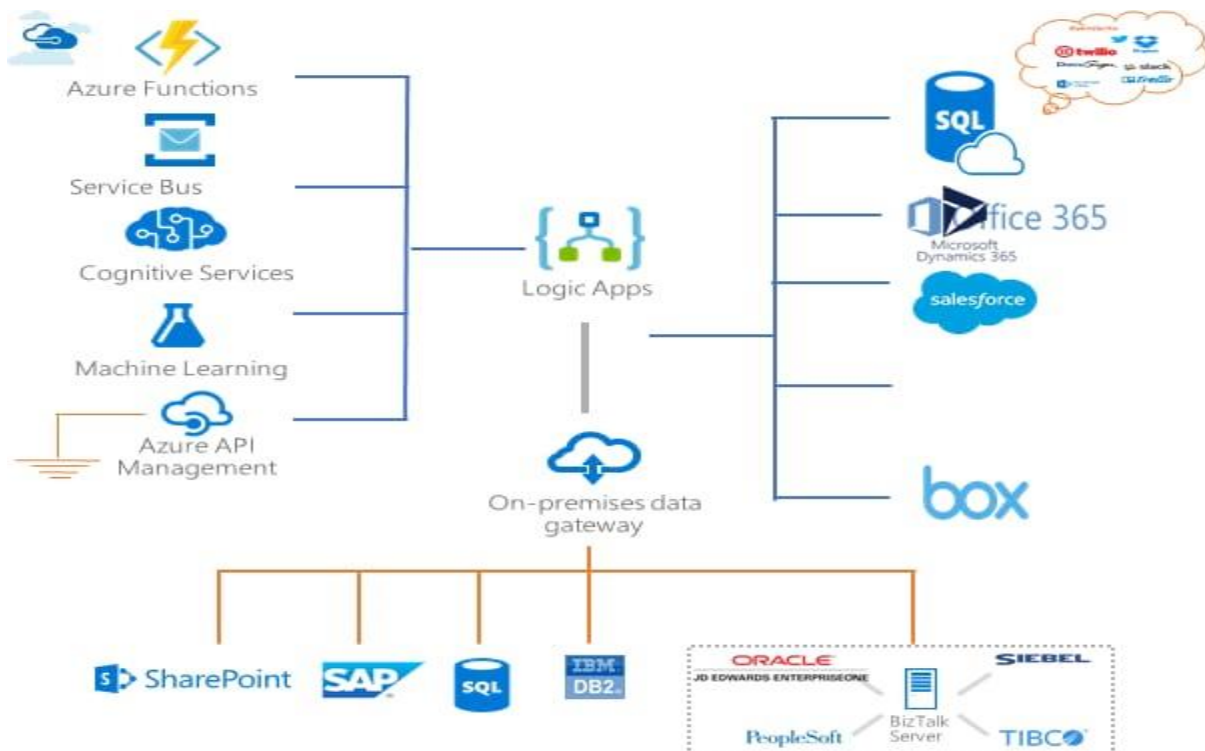 Azure Functions
Service Bus
Cognitive Services
Machine Learning
Azure API
Management
Logic Apps
On-premises data
gateway
twilio
slack
SQL
Office 365
Microsoft
Dynamics 365
salesforce
box
S SharePoint
SAP
SQL
IBM
DB2
ORACLE
JD EDWARDS ENTERPRISEONE
SIEBEL
BizTalk
Server
PeopleSoft
TIBCO